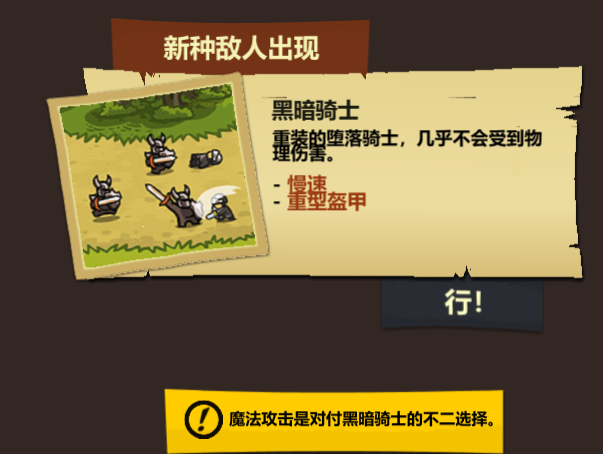 新种敌人出现
黑暗骑士
重装的堕落骑士，几乎不会受到物
理伤害。
- 慢速
- 重型盔甲
行！
魔法攻击是对付黑暗骑士的不二选择。